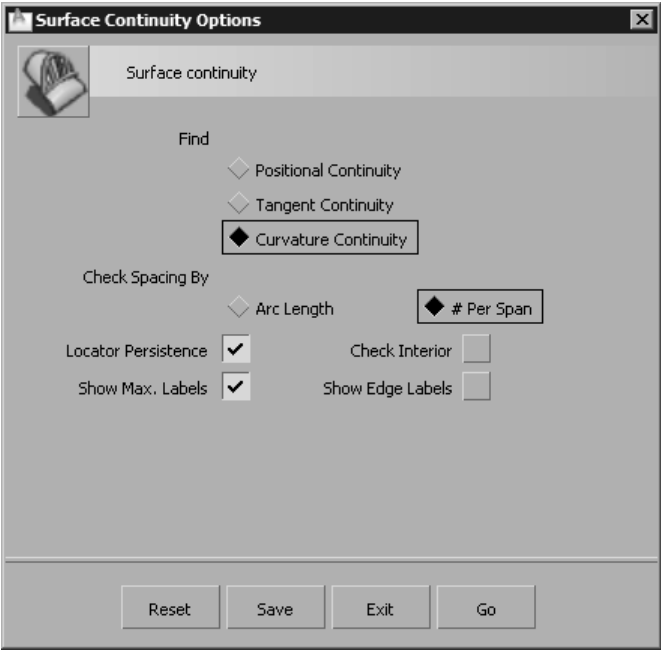 Surface Continuity Options
Surface continuity
Find
Positional Continuity
Tangent Continuity
Curvature Continuity
Check Spacing By
Arc Length # Per Span
Locator Persistence Check Interior
Show Max. Labels Show Edge Labels
Reset Save Exit Go